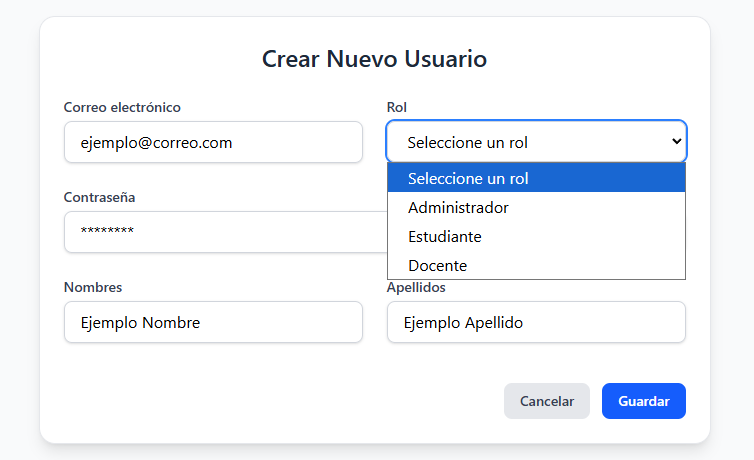 Crear Nuevo Usuario
Correo electrónico
Rol
ejemplo@correo.com
Seleccione un rol
Seleccione un rol
Administrador
Estudiante
Docente
Contraseña
********
Nombres
Apellidos
Ejemplo Nombre
Ejemplo Apellido
Cancelar
Guardar